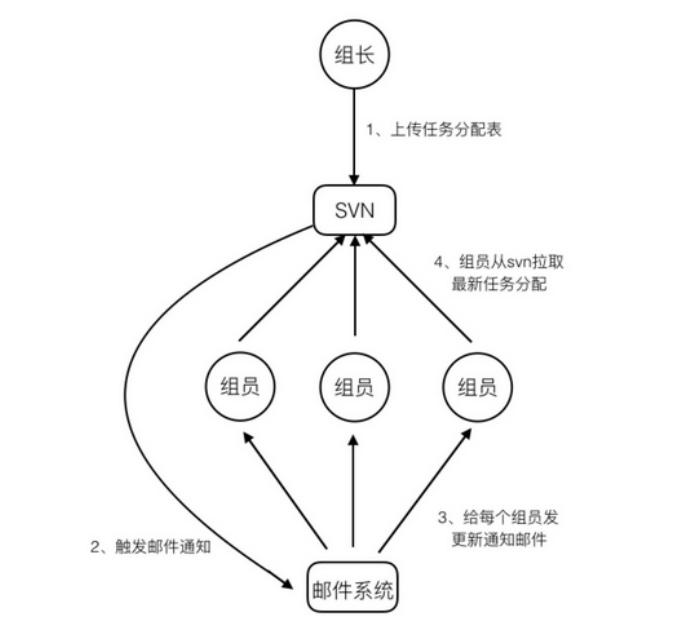 组长
1、上传任务分配表
SVN
4、组员从svn拉取
最新任务分配
组员
组员
组员
3、给每个组员发
更新通知邮件
2、触发邮件通知
邮件系统